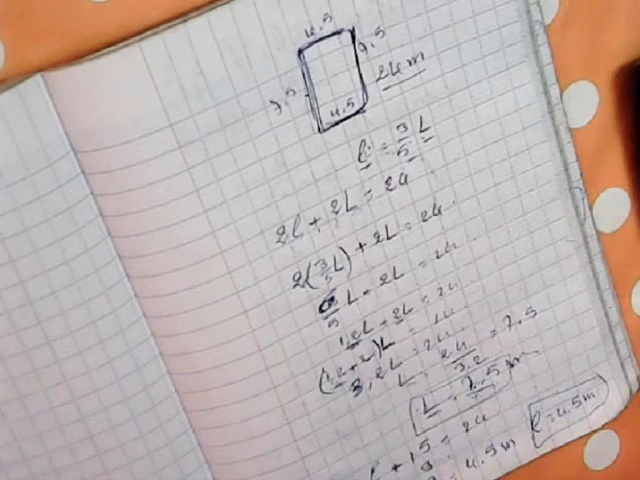 4.5
7.5
7.5
24m
4.5
l = 3/5 L
2l + 2L = 24
2(3/5 L) + 2L = 24
6/5 L + 2L = 24
1.2L + 2L = 24
(1.2 + 2)L = 24
3,2L = 24
L = 24/3.2 = 7.5
L = 7.5 m
l + 15 = 24
= 4.5 m
l = 4.5m